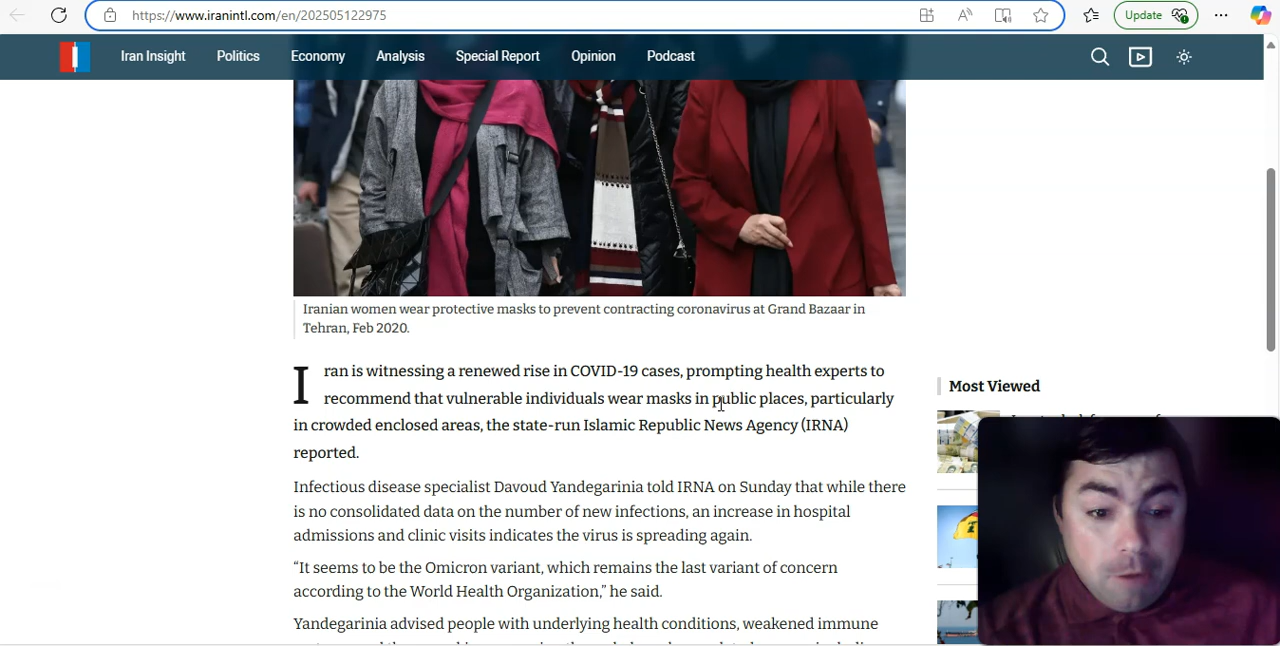 https://www.iranintl.com/en/202505122975
Update
Iran Insight
Politics
Economy
Analysis
Special Report
Opinion
Podcast
Iranian women wear protective masks to prevent contracting coronavirus at Grand Bazaar in
Tehran, Feb 2020.
Iran is witnessing a renewed rise in COVID-19 cases, prompting health experts to
recommend that vulnerable individuals wear masks in public places, particularly
in crowded enclosed areas, the state-run Islamic Republic News Agency (IRNA)
reported.
Most Viewed
Infectious disease specialist Davoud Yandegarinia told IRNA on Sunday that while there
is no consolidated data on the number of new infections, an increase in hospital
admissions and clinic visits indicates the virus is spreading again.
“It seems to be the Omicron variant, which remains the last variant of concern
according to the World Health Organization,” he said.
Yandegarinia advised people with underlying health conditions, weakened immune